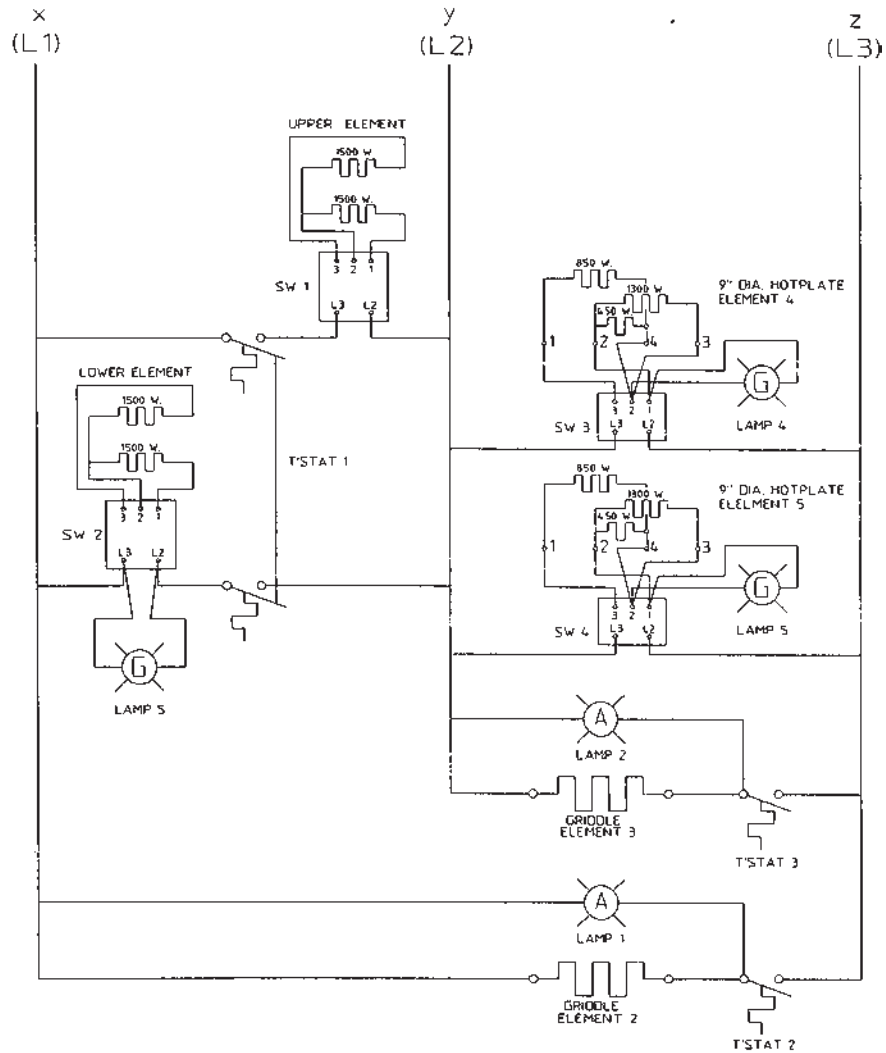 x
(L1)
y
(L2)
z
(L3)
UPPER ELEMENT
1500 W
1500 W.
3 2 1
SW 1
L3 L2
LOWER ELEMENT
1500 W.
1500 W.
3 2 1
SW 2
L3 L2
T'STAT 1
G
LAMP 5
850 W.
1300 W
450 W.
9" DIA. HOTPLATE
ELEMENT 4
1 2 4 3
G
3 2 1
SW 3
L3 L2
LAMP 4
850 W.
1300 W.
450 W.
9" DIA. HOTPLATE
ELELMENT 5
1 2 4 3
G
3 2 1
SW 4
L3 L2
LAMP 5
A
LAMP 2
GRIDDLE
ELEMENT 3
T'STAT 3
A
LAMP 1
GRIDDLE
ELEMENT 2
T'STAT 2